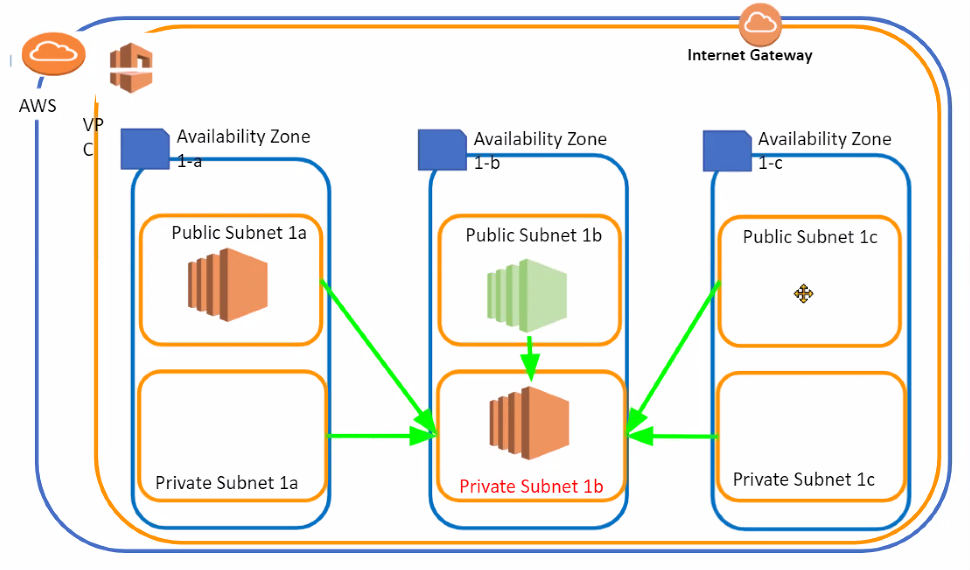 Internet Gateway
AWS
VP
C
Availability Zone
1-a
Availability Zone
1-b
Availability Zone
1-c
Public Subnet 1a
Public Subnet 1b
Public Subnet 1c
Private Subnet 1a
Private Subnet 1b
Private Subnet 1c